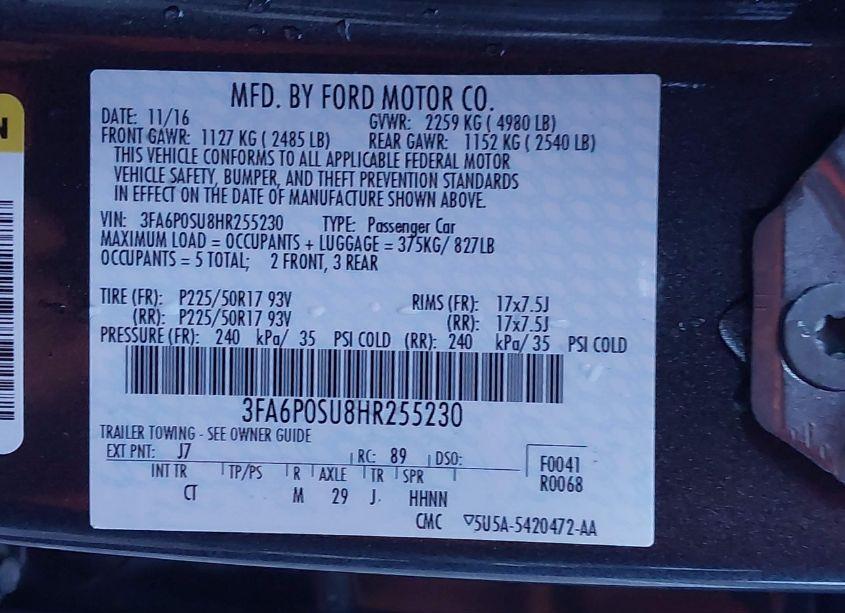 MFD. BY FORD MOTOR CO.
DATE: 11/16 GVWR: 2259 KG ( 4980 LB)
FRONT GAWR: 1127 KG ( 2485 LB) REAR GAWR: 1152 KG ( 2540 LB)
THIS VEHICLE CONFORMS TO ALL APPLICABLE FEDERAL MOTOR
VEHICLE SAFETY, BUMPER, AND THEFT PREVENTION STANDARDS
IN EFFECT ON THE DATE OF MANUFACTURE SHOWN ABOVE.
VIN: 3FA6P0SU8HR255230 TYPE: Passenger Car
MAXIMUM LOAD = OCCUPANTS + LUGGAGE = 375KG/ 827LB
OCCUPANTS = 5 TOTAL; 2 FRONT, 3 REAR
TIRE (FR): P225/50R17 93V RIMS (FR): 17x7.5J
(RR): P225/50R17 93V (RR): 17x7.5J
PRESSURE (FR): 240 kPa/ 35 PSI COLD (RR): 240 kPa/ 35 PSI COLD
3FA6P0SU8HR255230
TRAILER TOWING - SEE OWNER GUIDE
EXT PNT: J7 RC: 89 DSO: F0041
R0068
INT TR TP/PS R AXLE TR SPR
CT M 29 J HHNN
CMC ▽5U5A-5420472-AA
N